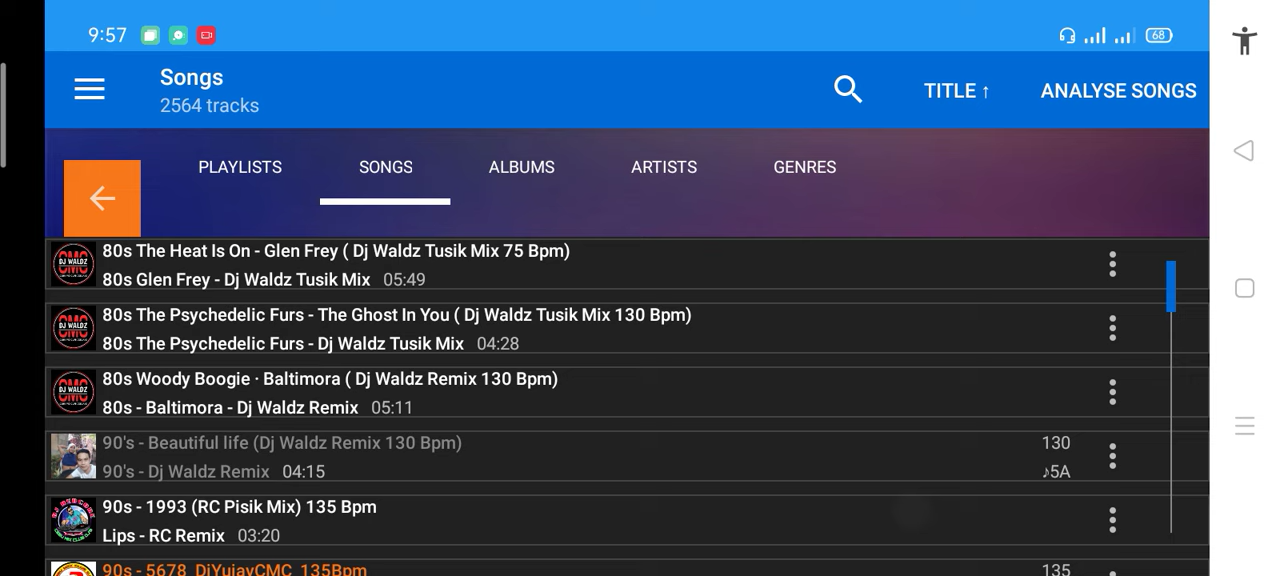 9:57
68
Songs
2564 tracks
TITLE ↑
ANALYSE SONGS
PLAYLISTS
SONGS
ALBUMS
ARTISTS
GENRES
80s The Heat Is On - Glen Frey ( Dj Waldz Tusik Mix 75 Bpm)
80s Glen Frey - Dj Waldz Tusik Mix 05:49
80s The Psychedelic Furs - The Ghost In You ( Dj Waldz Tusik Mix 130 Bpm)
80s The Psychedelic Furs - Dj Waldz Tusik Mix 04:28
80s Woody Boogie · Baltimora ( Dj Waldz Remix 130 Bpm)
80s - Baltimora - Dj Waldz Remix 05:11
90's - Beautiful life (Dj Waldz Remix 130 Bpm) 130
90's - Dj Waldz Remix 04:15 ♪5A
90s - 1993 (RC Pisik Mix) 135 Bpm
Lips - RC Remix 03:20
90s - 5678_DjYujayCMC_135Bpm 135